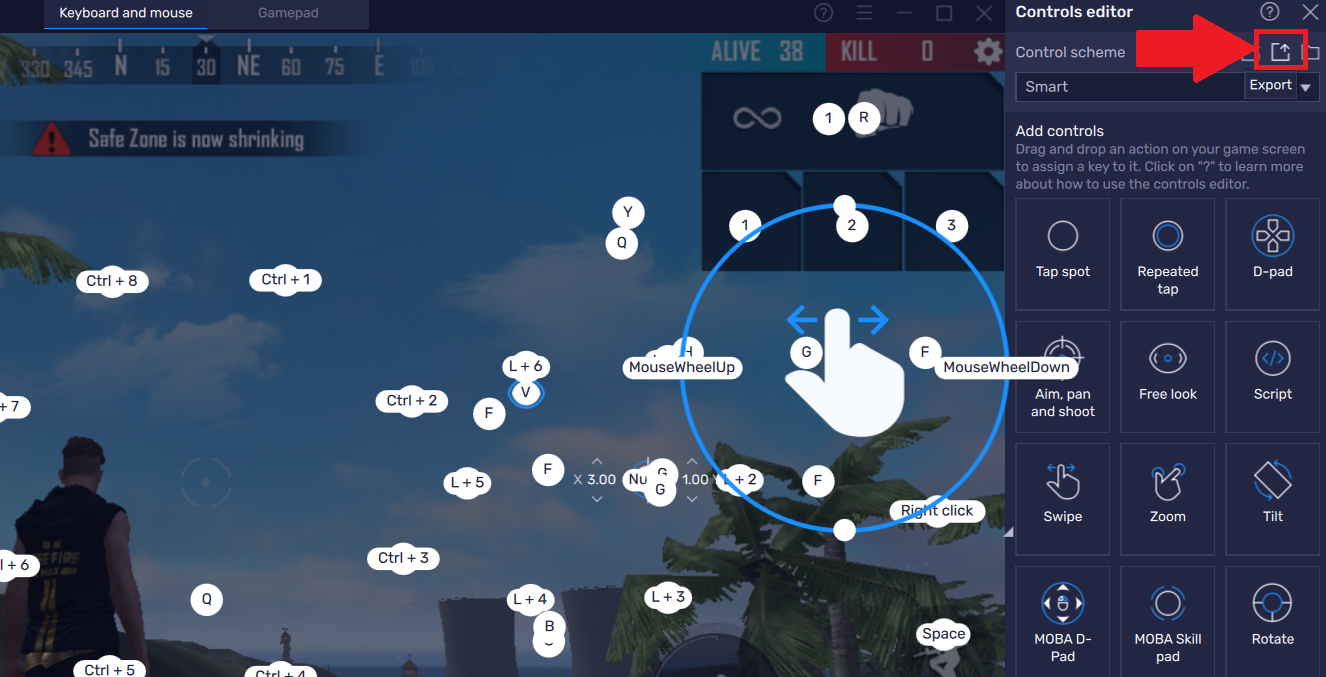 Keyboard and mouse
Gamepad
Controls editor
Control scheme
Smart
Export
Add controls
Drag and drop an action on your game screen
to assign a key to it. Click on "?" to learn more
about how to use the controls editor.
Tap spot
Repeated
tap
D-pad
Aim, pan
and shoot
Free look
Script
Swipe
Zoom
Tilt
MOBA D-
Pad
MOBA Skill
pad
Rotate
330 345 N 15 30 NE 60 75 E 105
ALIVE 38 KILL 0
Safe Zone is now shrinking
1 R
Y
Q
1 2 3
Ctrl + 8
Ctrl + 1
G F
H
MouseWheelUp
MouseWheelDown
L + 6
V
+ 7
Ctrl + 2
F
F
X 3.00
G
G
1.00
+ 2
F
L + 5
Right click
Ctrl + 3
+ 6
FREEFIRE
Q
L + 4
L + 3
B
Space
Ctrl + 5
Ctrl + 4